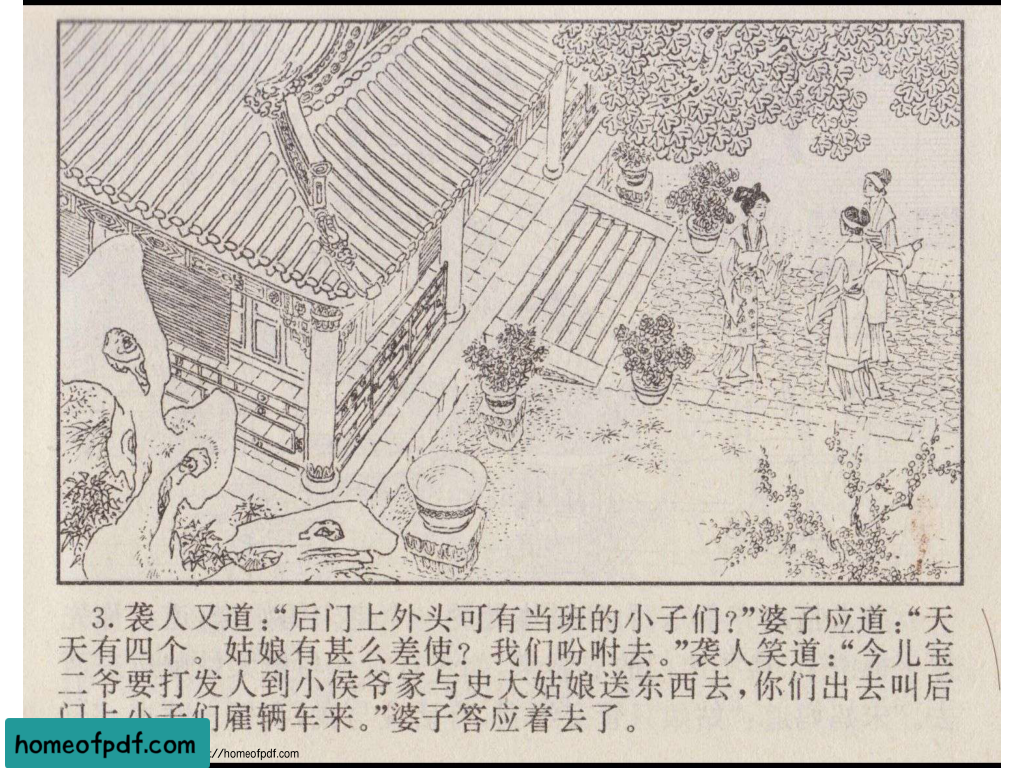 3. 袭人又道:“后门上外头可有当班的小子们?”婆子应道:“天
天有四个。姑娘有甚么差使？我们吩咐去。”袭人笑道:“今儿宝
二爷要打发人到小侯爷家与史大姑娘送东西去，你们出去叫后
门上小子们雇辆车来。”婆子答应着去了。
homeofpdf.com
://homeofpdf.com